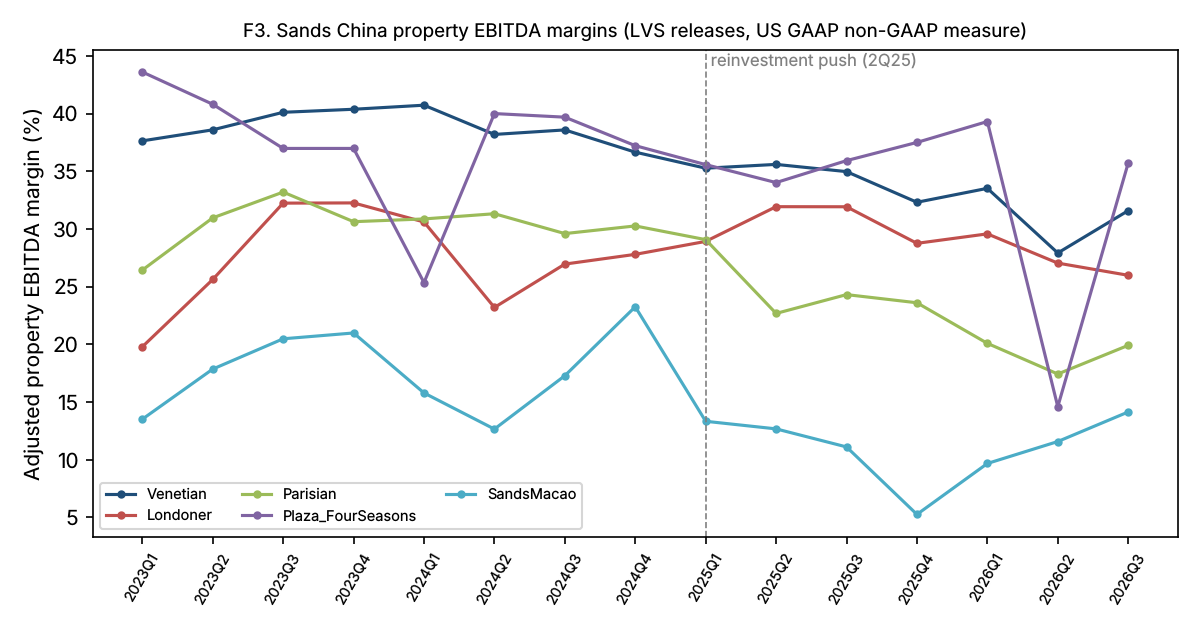 F3. Sands China property EBITDA margins (LVS releases, US GAAP non-GAAP measure)
reinvestment push (2Q25)
Adjusted property EBITDA margin (%)
45
40
35
30
25
20
15
10
5
Venetian
Londoner
Parisian
Plaza_FourSeasons
SandsMacao
2023Q1
2023Q2
2023Q3
2023Q4
2024Q1
2024Q2
2024Q3
2024Q4
2025Q1
2025Q2
2025Q3
2025Q4
2026Q1
2026Q2
2026Q3